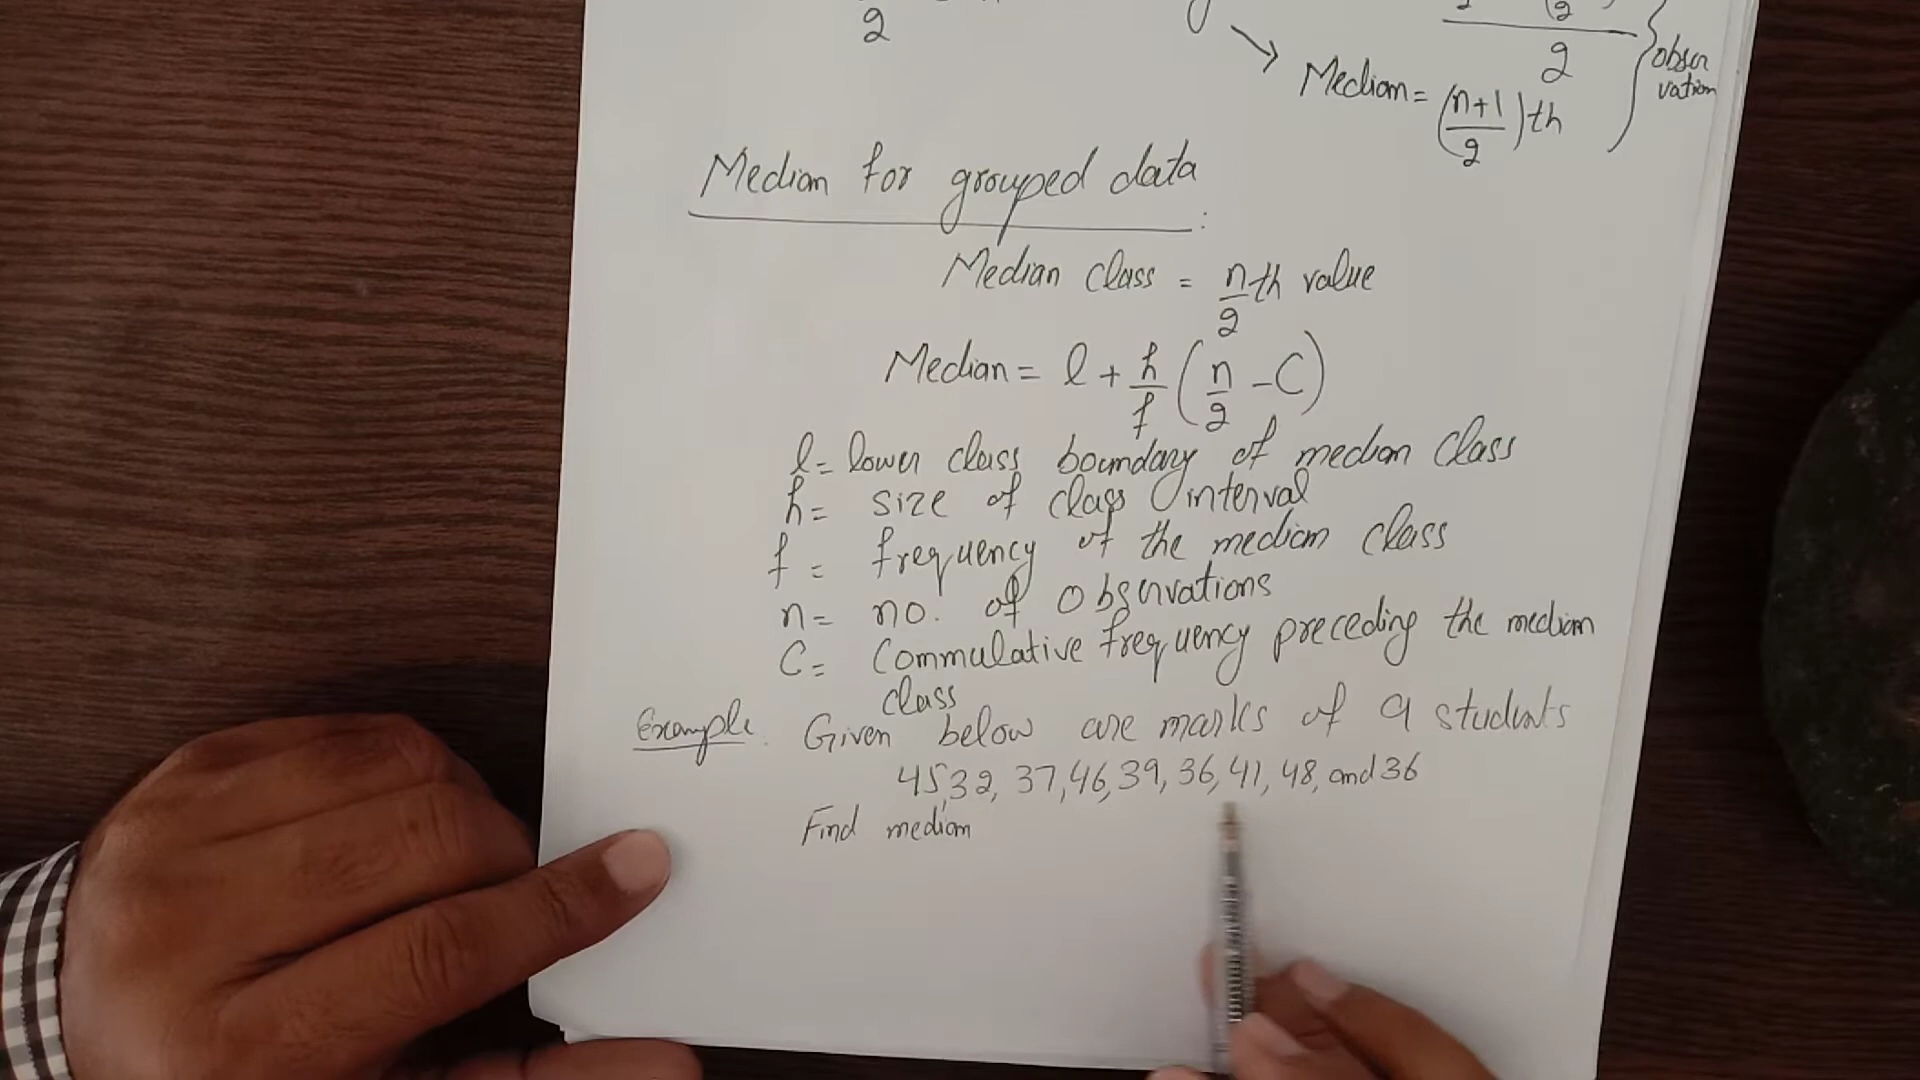 2
2
obser
vation
Median = (n+1/2)th
Median for grouped data :
Median Class = n/2 th value
Median = l + h/f (n/2 - C)
l = lower class boundary of median Class
h = size of class interval
f = frequency of the median class
n = no. of Observations
C = Commulative frequency preceding the median
class
Example. Given below are marks of 9 students
45, 32, 37, 46, 39, 36, 41, 48, and 36
Find median